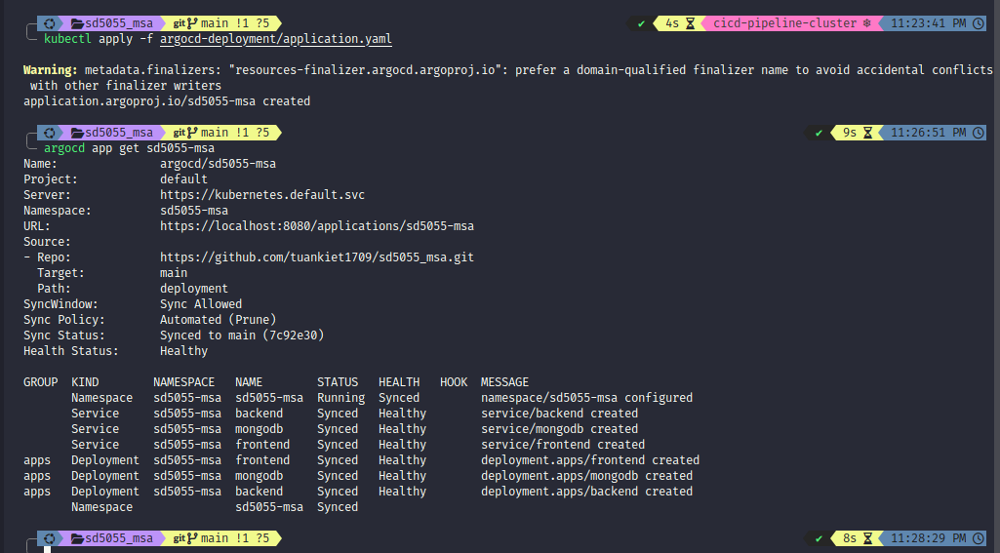 sd5055_msa git main !1 ?5 ✔ 4s cicd-pipeline-cluster 11:23:41 PM
kubectl apply -f argocd-deployment/application.yaml
Warning: metadata.finalizers: "resources-finalizer.argocd.argoproj.io": prefer a domain-qualified finalizer name to avoid accidental conflicts
with other finalizer writers
application.argoproj.io/sd5055-msa created
sd5055_msa git main !1 ?5 ✔ 9s 11:26:51 PM
argocd app get sd5055-msa
Name: argocd/sd5055-msa
Project: default
Server: https://kubernetes.default.svc
Namespace: sd5055-msa
URL: https://localhost:8080/applications/sd5055-msa
Source:
- Repo: https://github.com/tuankiet1709/sd5055_msa.git
Target: main
Path: deployment
SyncWindow: Sync Allowed
Sync Policy: Automated (Prune)
Sync Status: Synced to main (7c92e30)
Health Status: Healthy
GROUP KIND NAMESPACE NAME STATUS HEALTH HOOK MESSAGE
Namespace sd5055-msa sd5055-msa Running Synced namespace/sd5055-msa configured
Service sd5055-msa backend Synced Healthy service/backend created
Service sd5055-msa mongodb Synced Healthy service/mongodb created
Service sd5055-msa frontend Synced Healthy service/frontend created
apps Deployment sd5055-msa frontend Synced Healthy deployment.apps/frontend created
apps Deployment sd5055-msa mongodb Synced Healthy deployment.apps/mongodb created
apps Deployment sd5055-msa backend Synced Healthy deployment.apps/backend created
Namespace sd5055-msa Synced
sd5055_msa git main !1 ?5 ✔ 8s 11:28:29 PM